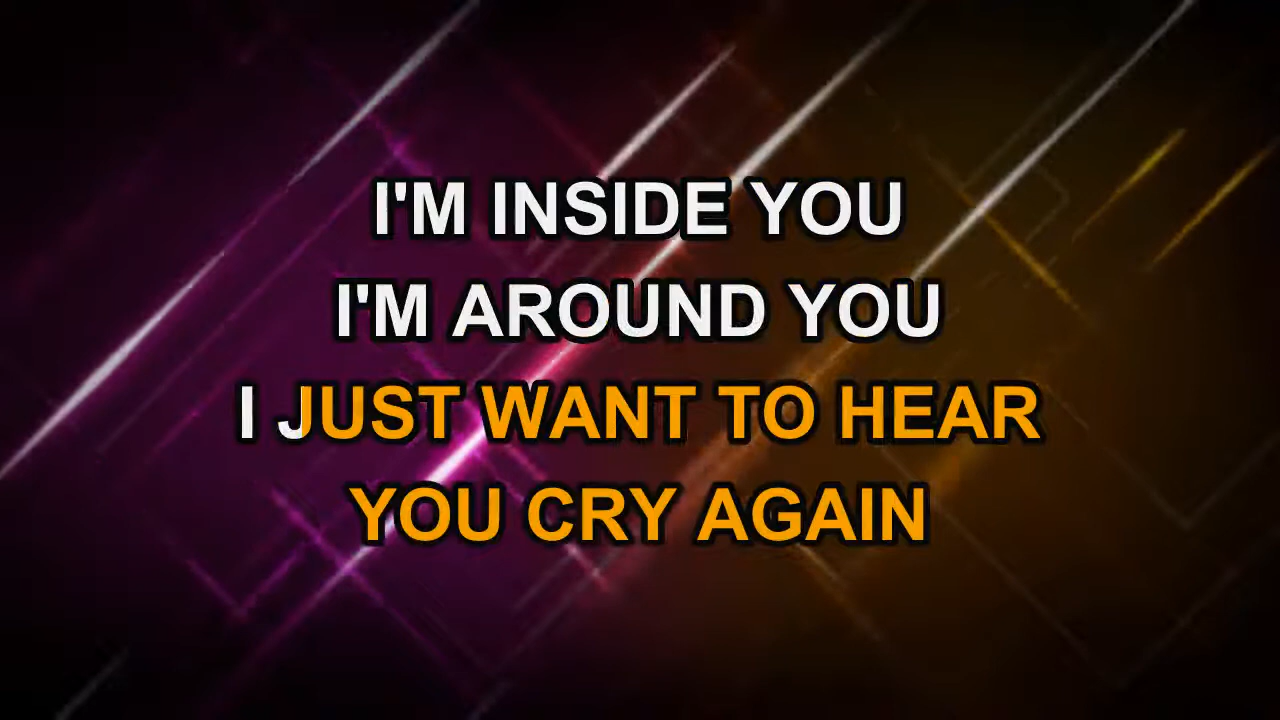 I'M INSIDE YOU
I'M AROUND YOU
I JUST WANT TO HEAR
YOU CRY AGAIN